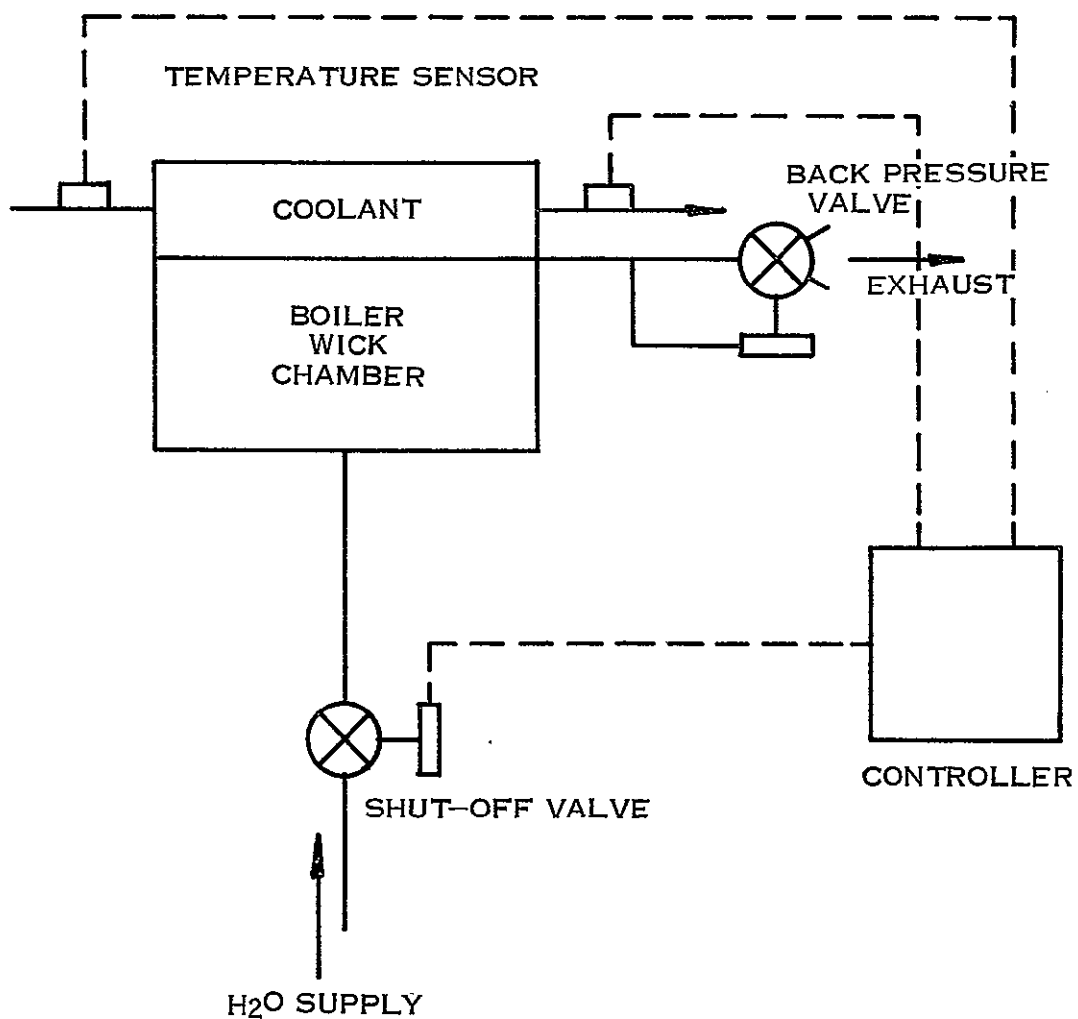 TEMPERATURE SENSOR
BACK PRESSURE
VALVE
COOLANT
EXHAUST
BOILER
WICK
CHAMBER
CONTROLLER
SHUT-OFF VALVE
H2O SUPPLY